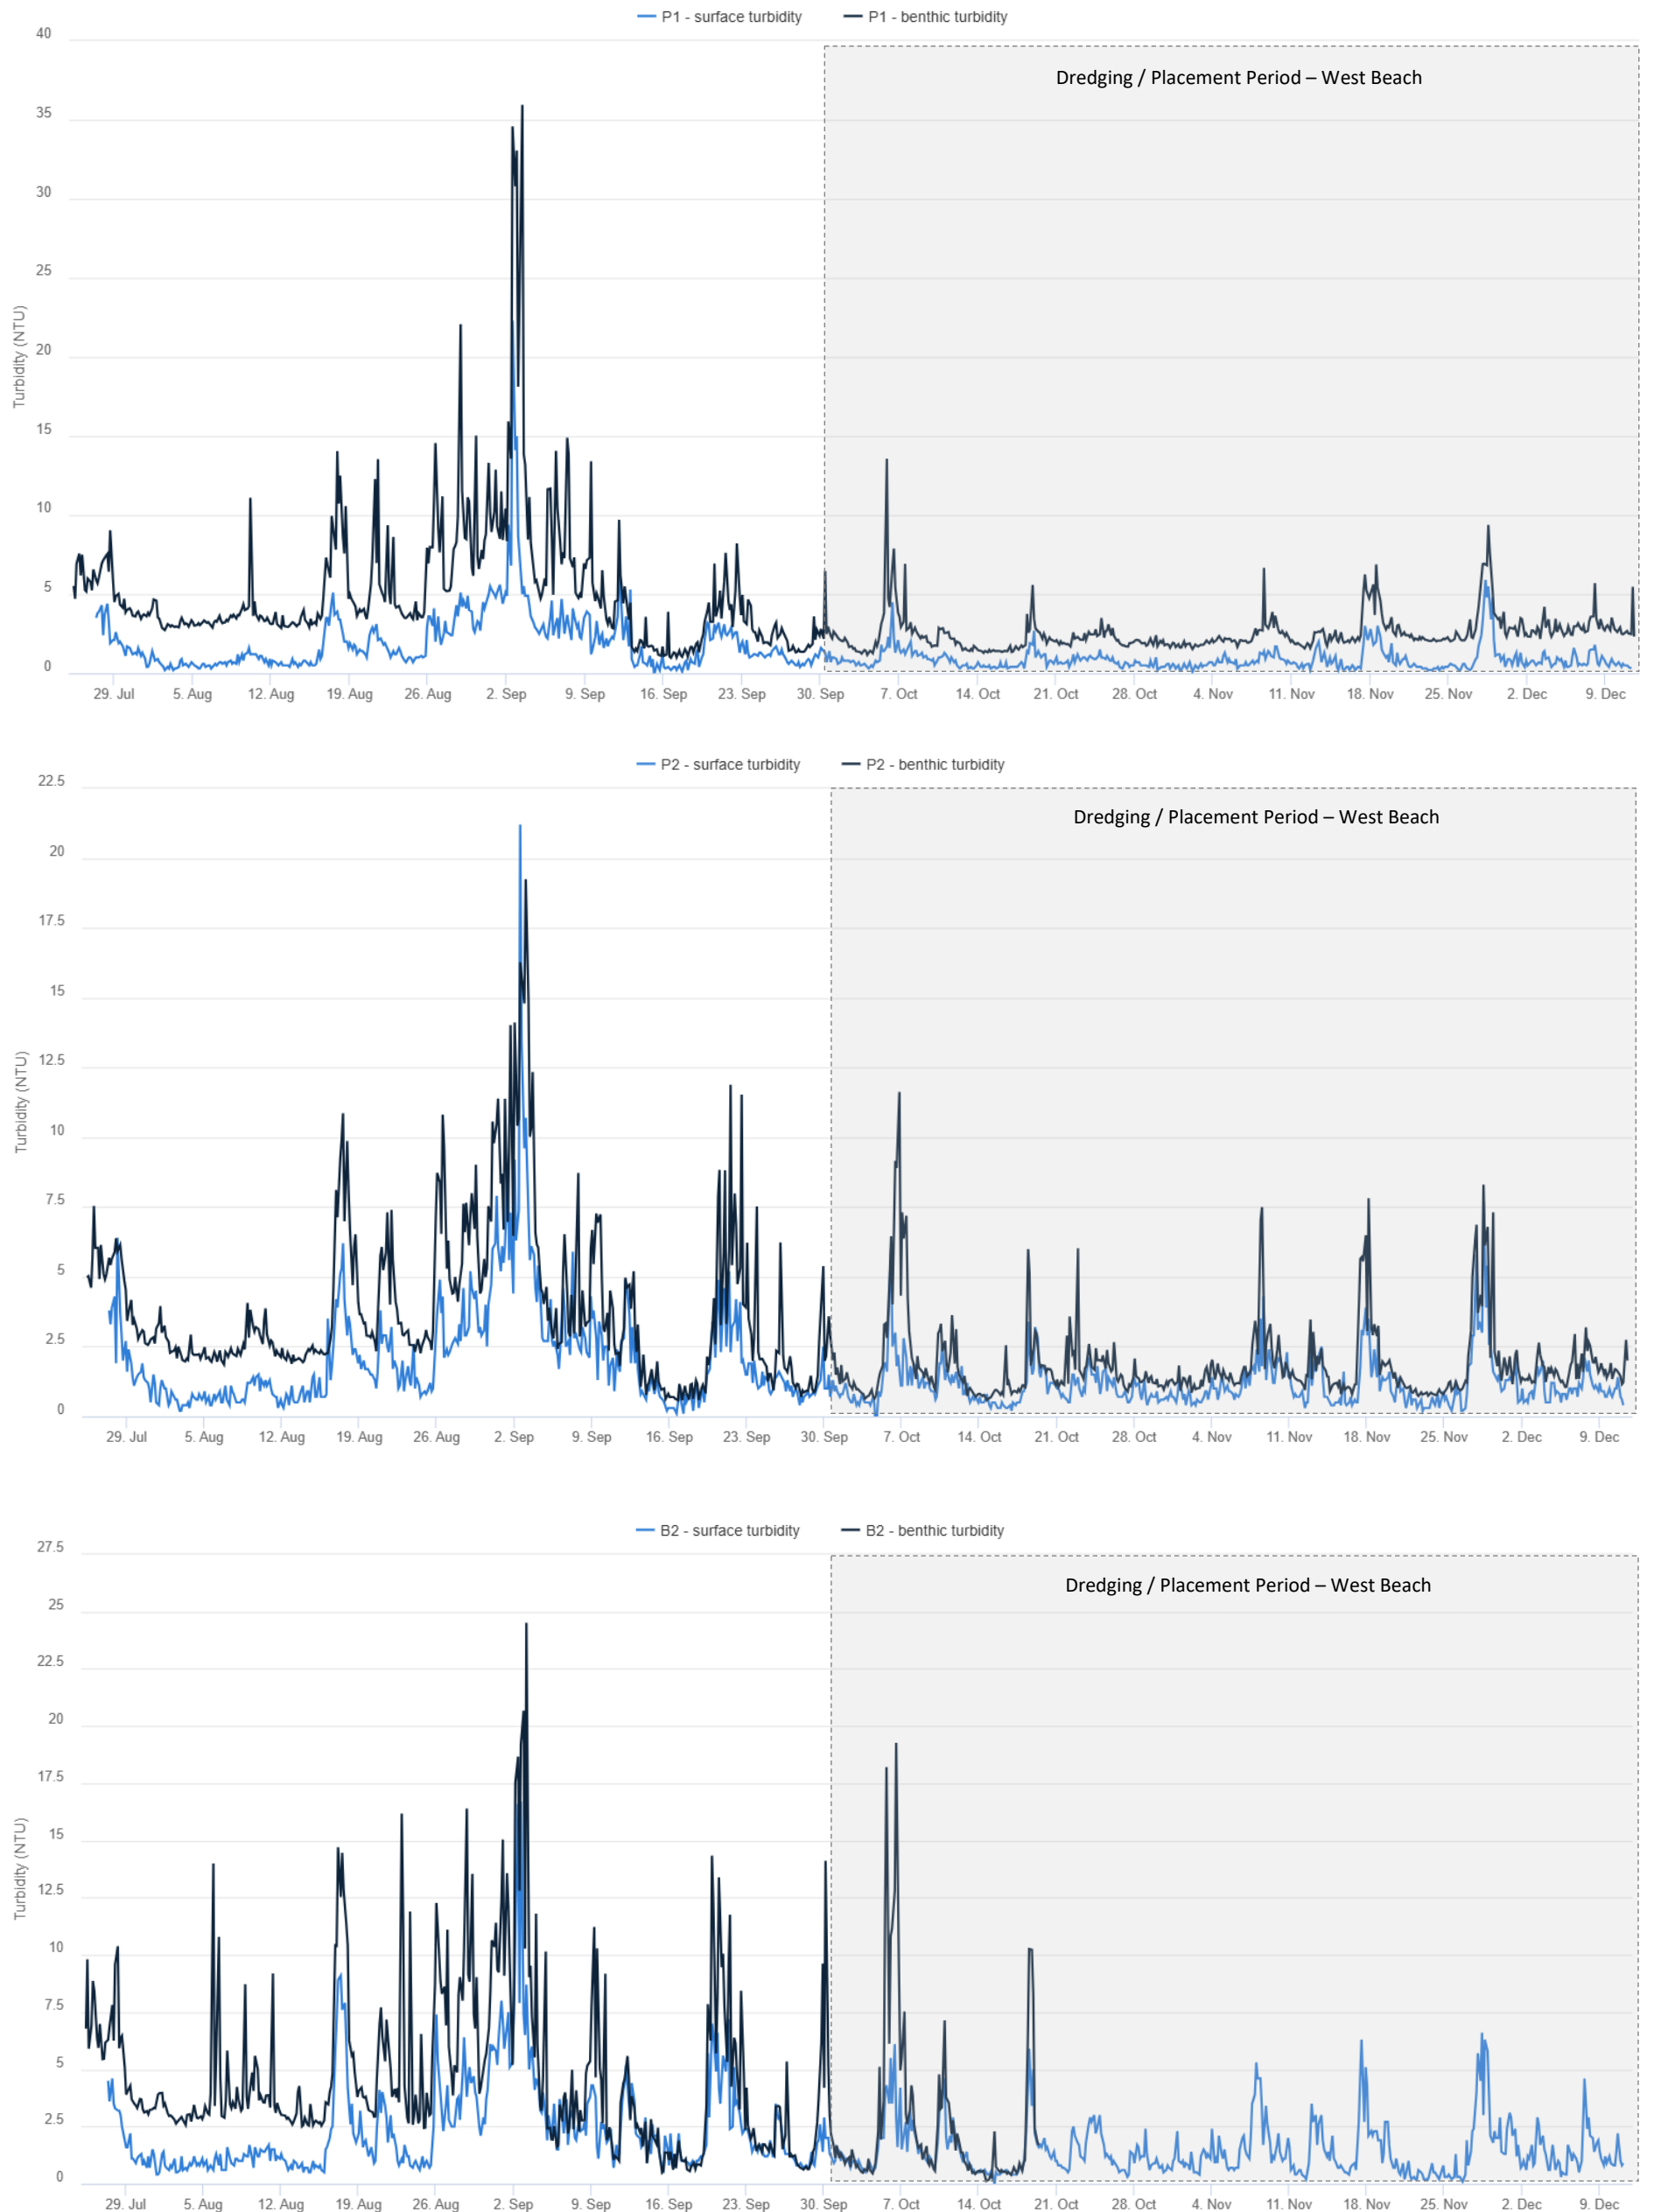 P1 - surface turbidity P1 - benthic turbidity
40
Dredging / Placement Period – West Beach
35
30
25
20
15
10
5
0
Turbidity (NTU)
29. Jul 5. Aug 12. Aug 19. Aug 26. Aug 2. Sep 9. Sep 16. Sep 23. Sep 30. Sep 7. Oct 14. Oct 21. Oct 28. Oct 4. Nov 11. Nov 18. Nov 25. Nov 2. Dec 9. Dec
P2 - surface turbidity P2 - benthic turbidity
22.5
Dredging / Placement Period – West Beach
20
17.5
15
12.5
10
7.5
5
2.5
0
Turbidity (NTU)
29. Jul 5. Aug 12. Aug 19. Aug 26. Aug 2. Sep 9. Sep 16. Sep 23. Sep 30. Sep 7. Oct 14. Oct 21. Oct 28. Oct 4. Nov 11. Nov 18. Nov 25. Nov 2. Dec 9. Dec
B2 - surface turbidity B2 - benthic turbidity
27.5
Dredging / Placement Period – West Beach
25
22.5
20
17.5
15
12.5
10
7.5
5
2.5
0
Turbidity (NTU)
29. Jul 5. Aug 12. Aug 19. Aug 26. Aug 2. Sep 9. Sep 16. Sep 23. Sep 30. Sep 7. Oct 14. Oct 21. Oct 28. Oct 4. Nov 11. Nov 18. Nov 25. Nov 2. Dec 9. Dec